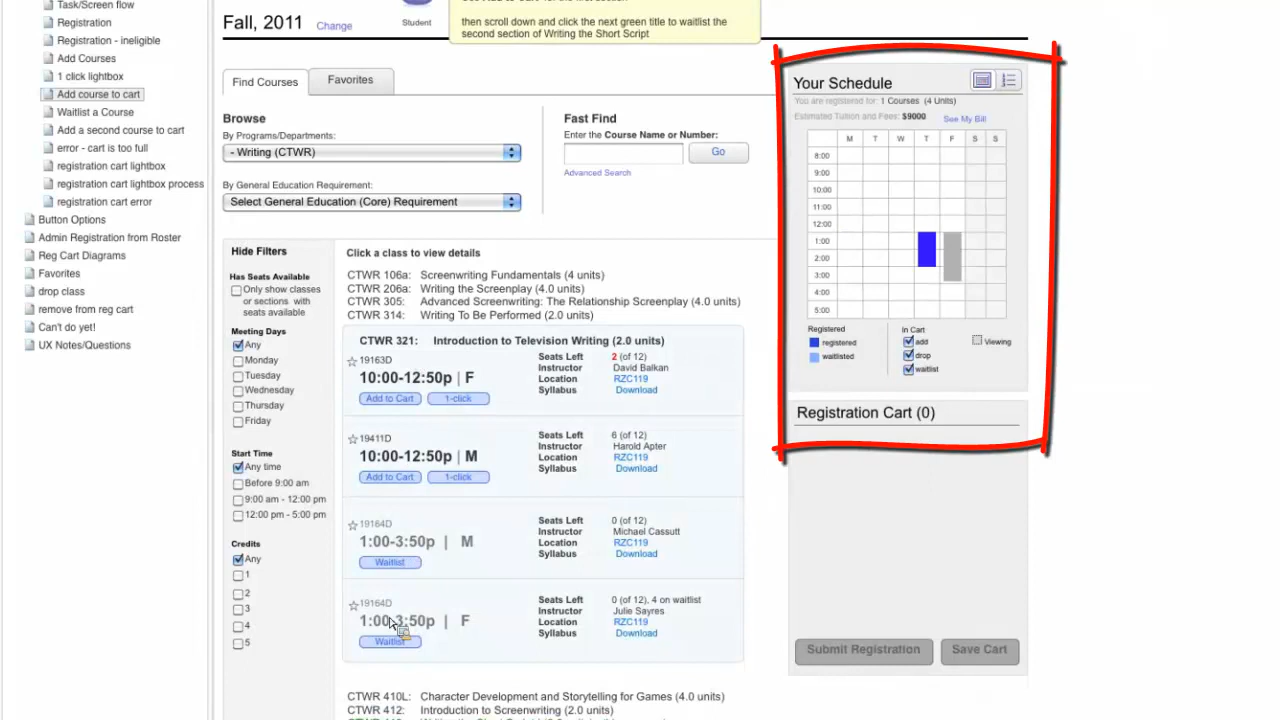 Task/Screen flow
Registration
Registration - ineligible
Add Courses
1 click lightbox
Add course to cart
Waitlist a Course
Add a second course to cart
error - cart is too full
registration cart lightbox
registration cart lightbox process
registration cart error
Button Options
Admin Registration from Roster
Reg Cart Diagrams
Favorites
drop class
remove from reg cart
Can't do yet!
UX Notes/Questions
Fall, 2011 Change
Student
then scroll down and click the next green title to waitlist the
second section of Writing the Short Script
Find Courses
Favorites
Browse
By Programs/Departments:
- Writing (CTWR)
By General Education Requirement:
Select General Education (Core) Requirement
Fast Find
Enter the Course Name or Number:
Go
Advanced Search
Hide Filters
Has Seats Available
Only show classes
or sections with
seats available
Meeting Days
Any
Monday
Tuesday
Wednesday
Thursday
Friday
Start Time
Any time
Before 9:00 am
9:00 am - 12:00 pm
12:00 pm - 5:00 pm
Credits
Any
1
2
3
4
5
Click a class to view details
CTWR 106a: Screenwriting Fundamentals (4 units)
CTWR 206a: Writing the Screenplay (4.0 units)
CTWR 305: Advanced Screenwriting: The Relationship Screenplay (4.0 units)
CTWR 314: Writing To Be Performed (2.0 units)
CTWR 321: Introduction to Television Writing (2.0 units)
19163D
10:00-12:50p | F
Add to Cart 1-click
Seats Left 2 (of 12)
Instructor David Balkan
Location RZC119
Syllabus Download
19411D
10:00-12:50p | M
Add to Cart 1-click
Seats Left 6 (of 12)
Instructor Harold Apter
Location RZC119
Syllabus Download
19164D
1:00-3:50p | M
Waitlist
Seats Left 0 (of 12)
Instructor Michael Cassutt
Location RZC119
Syllabus Download
19164D
1:00-3:50p | F
Waitlist
Seats Left 0 (of 12), 4 on waitlist
Instructor Julie Sayres
Location RZC119
Syllabus Download
CTWR 410L: Character Development and Storytelling for Games (4.0 units)
CTWR 412: Introduction to Screenwriting (2.0 units)
Your Schedule
You are registered for: 1 Courses (4 Units)
Estimated Tuition and Fees: $9000 See My Bill
M T W T F S S
8:00
9:00
10:00
11:00
12:00
1:00
2:00
3:00
4:00
5:00
Registered
registered
waitlisted
In Cart
add
drop
waitlist
Viewing
Registration Cart (0)
Submit Registration
Save Cart